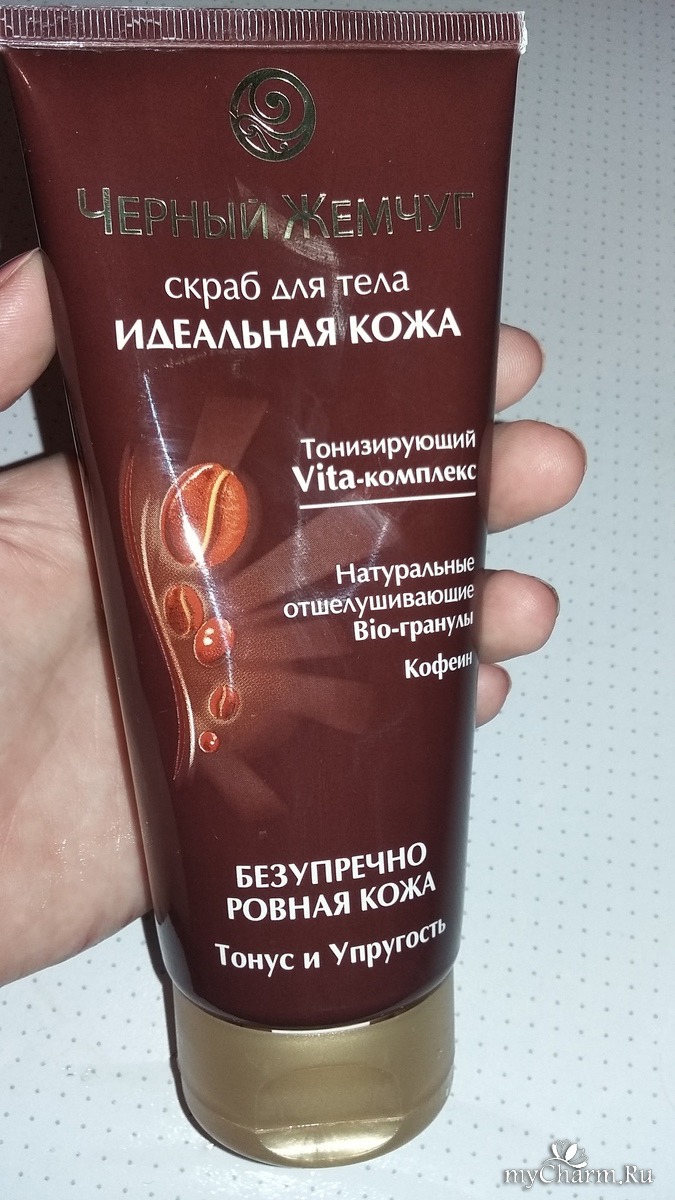 ЧЕРНЫЙ ЖЕМЧУГ
скраб для тела
ИДЕАЛЬНАЯ КОЖА
Тонизирующий
Vita-комплекс
Натуральные
отшелушивающие
Bio-гранулы
Кофеин
БЕЗУПРЕЧНО
РОВНАЯ КОЖА
Тонус и Упругость
myCharm.Ru